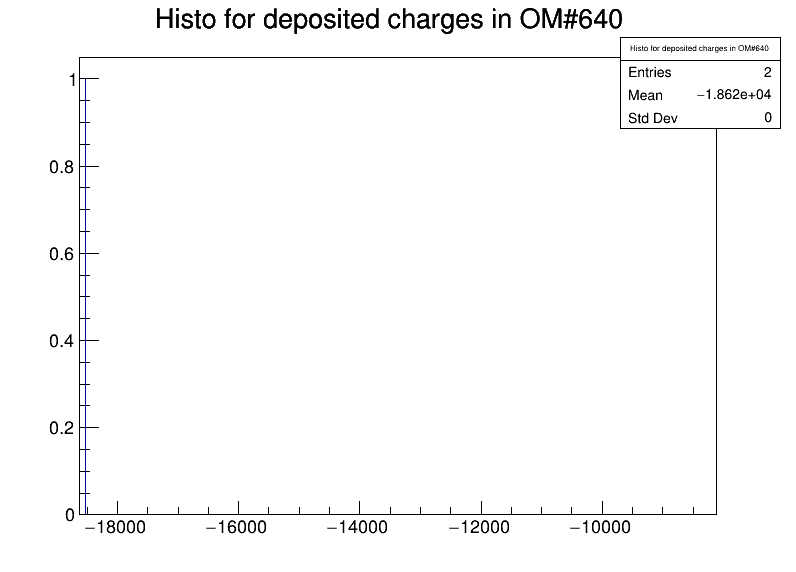 Histo for deposited charges in OM#640
Histo for deposited charges in OM#640
Entries 2
Mean −1.862e+04
Std Dev 0
1
0.8
0.6
0.4
0.2
0
−18000 −16000 −14000 −12000 −10000